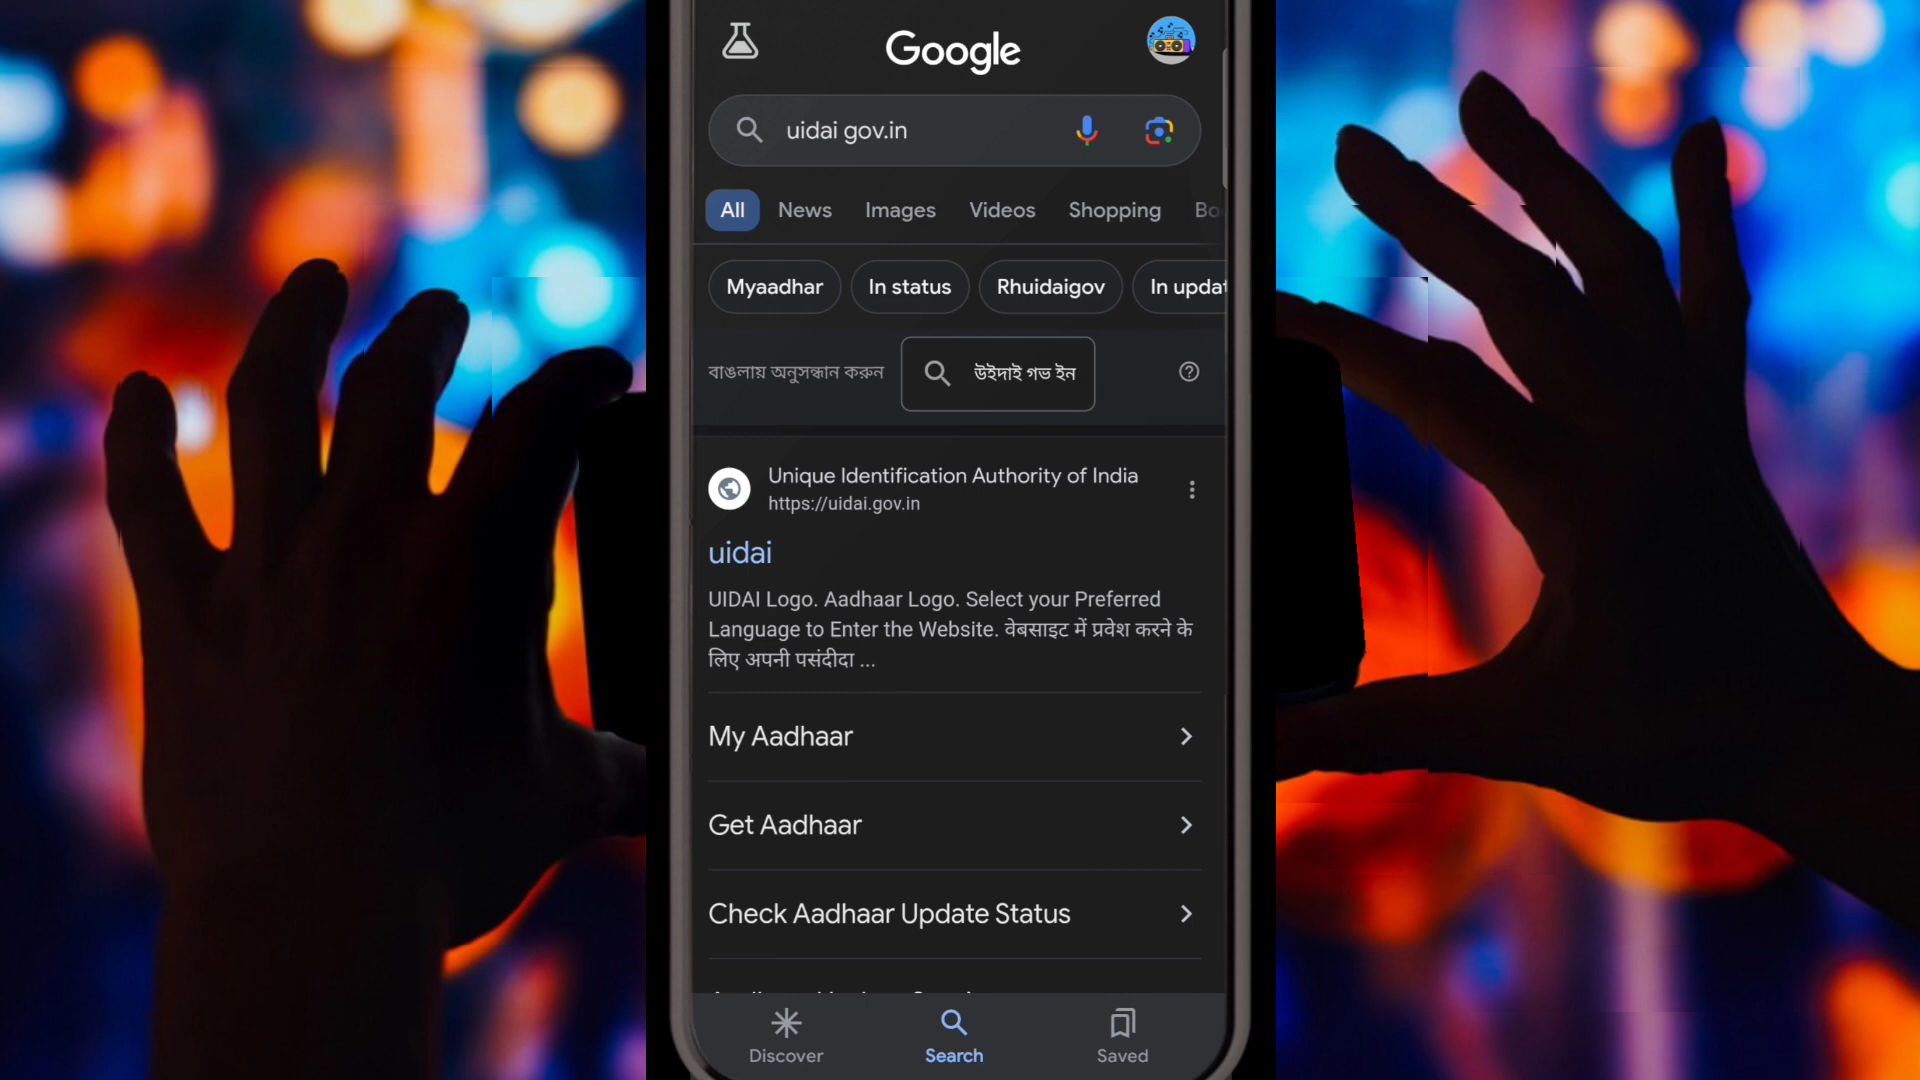 Google
uidai gov.in
All News Images Videos Shopping
Myaadhar In status Rhuidaigov In updat
বাঙলায় অনুসন্ধান করুন উইদাই গভ ইন
Unique Identification Authority of India
https://uidai.gov.in
uidai
UIDAI Logo. Aadhaar Logo. Select your Preferred
Language to Enter the Website. वेबसाइट में प्रवेश करने के
लिए अपनी पसंदीदा ...
My Aadhaar
Get Aadhaar
Check Aadhaar Update Status
Discover Search Saved